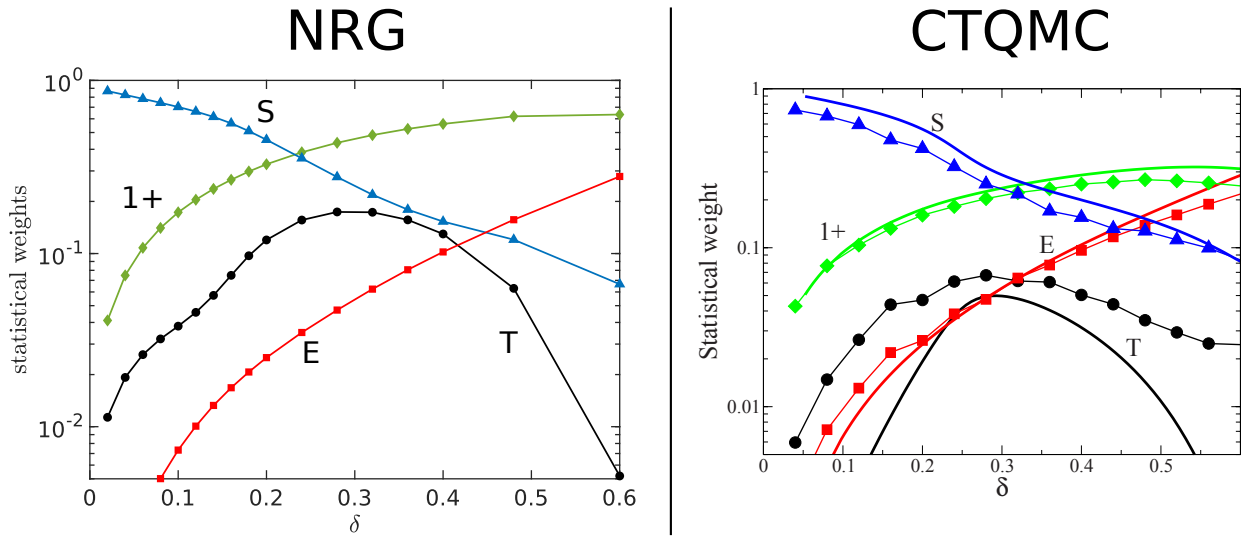 NRG
CTQMC
10^0
10^-1
10^-2
statistical weights
S
1+
E
T
0
0.1
0.2
0.3
0.4
0.5
0.6
δ
1
0.1
0.01
Statistical weight
S
1+
E
T
0
0.1
0.2
0.3
0.4
0.5
δ